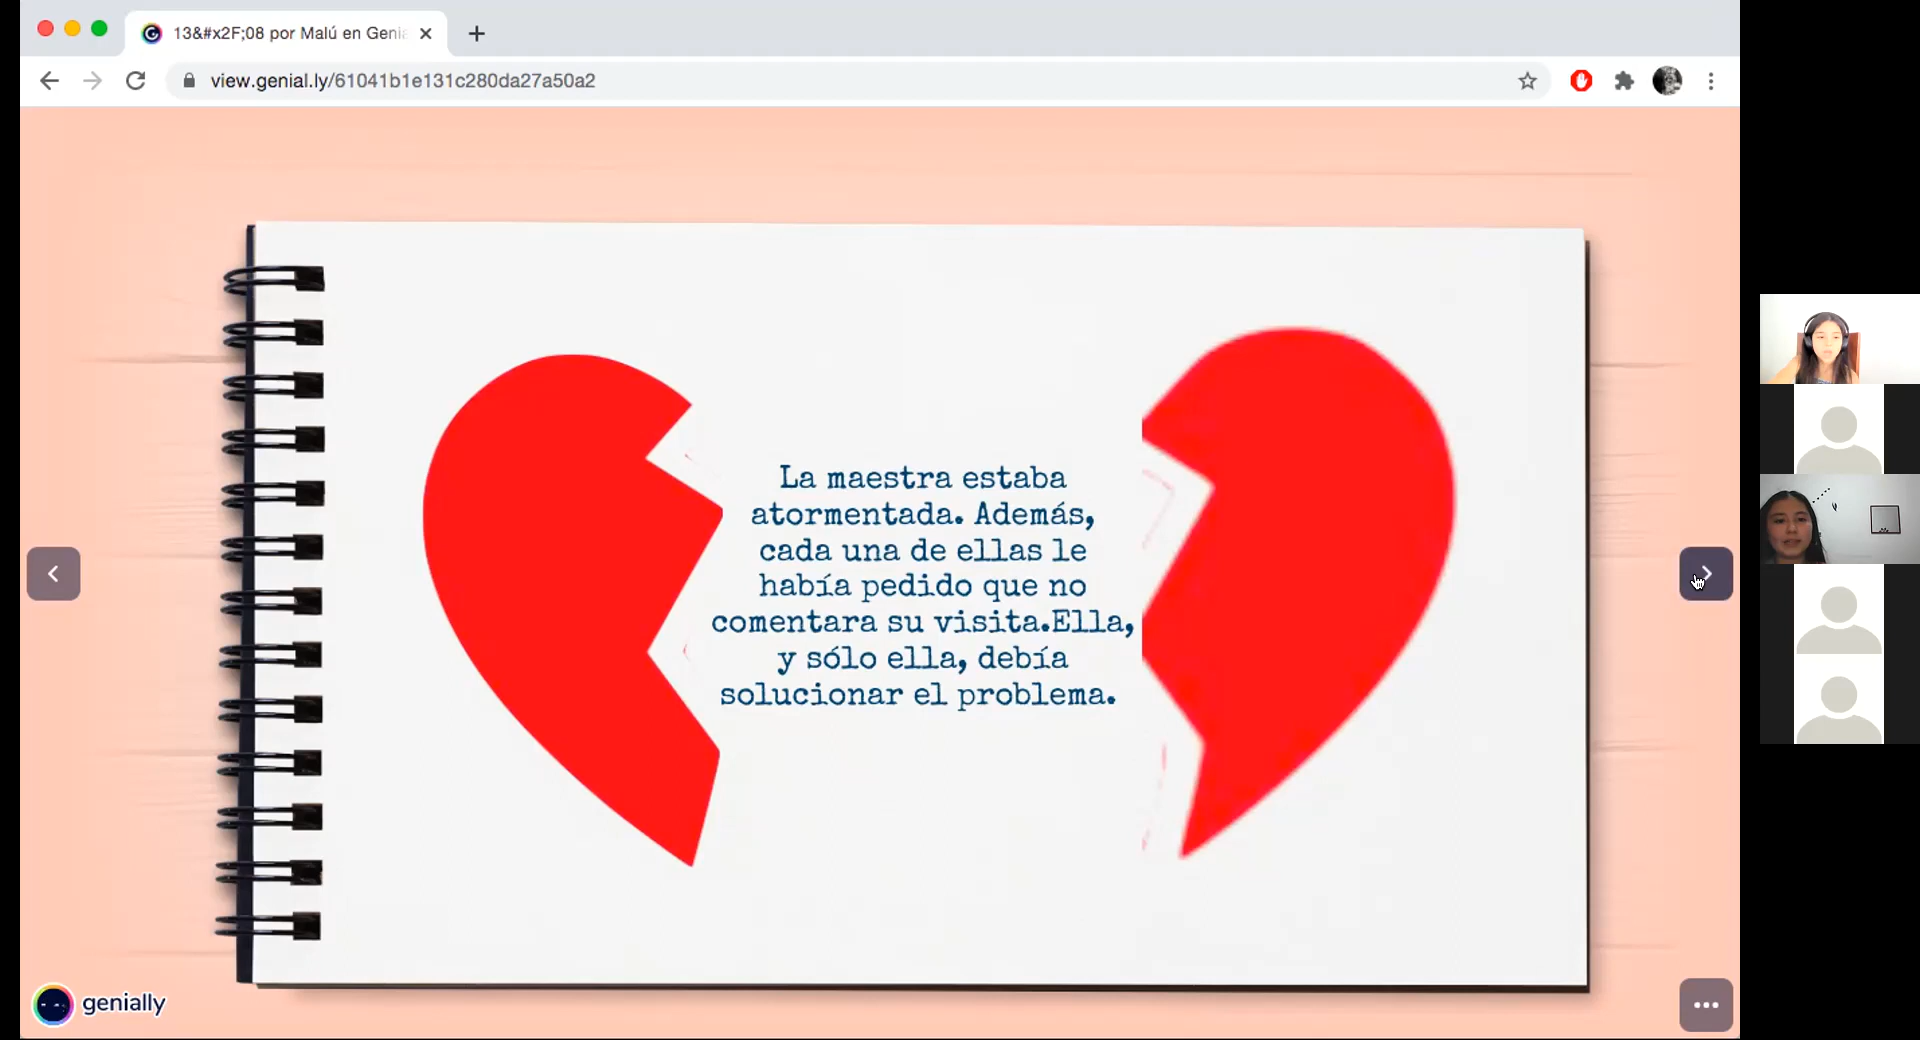 13&#x2F;08 por Malú en Genia
view.genial.ly/61041b1e131c280da27a50a2
La maestra estaba
atormentada. Además,
cada una de ellas le
había pedido que no
comentara su visita.Ella,
y sólo ella, debía
solucionar el problema.
genially